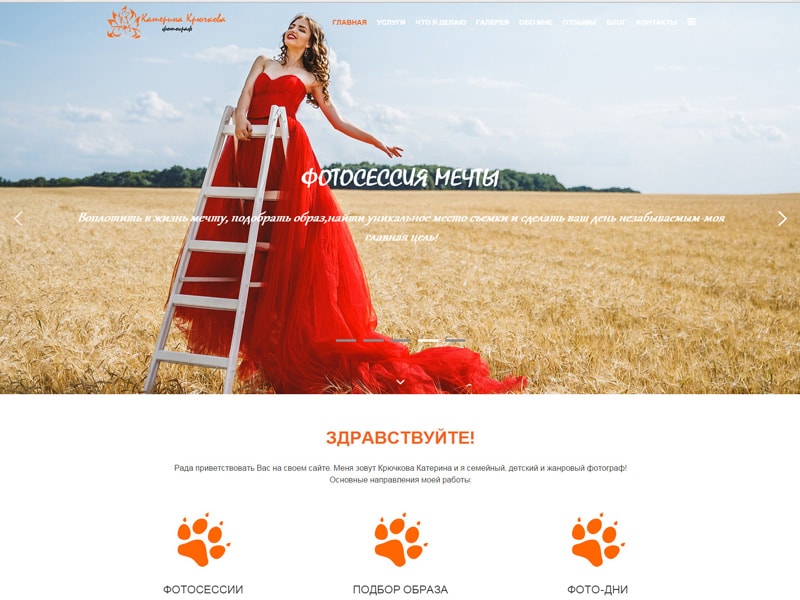 Катерина Крючкова
фотограф
ГЛАВНАЯ УСЛУГИ ЧТО Я ДЕЛАЮ ГАЛЕРЕЯ ОБО МНЕ ОТЗЫВЫ БЛОГ КОНТАКТЫ
ФОТОСЕССИЯ МЕЧТЫ
Воплотить в жизнь мечту, подобрать образ,найти уникальное место съемки и сделать ваш день незабываемым-моя
главная цель!
ЗДРАВСТВУЙТЕ!
Рада приветствовать Вас на своем сайте. Меня зовут Крючкова Катерина и я семейный, детский и жанровый фотограф!
Основные направления моей работы:
ФОТОСЕССИИ
ПОДБОР ОБРАЗА
ФОТО-ДНИ